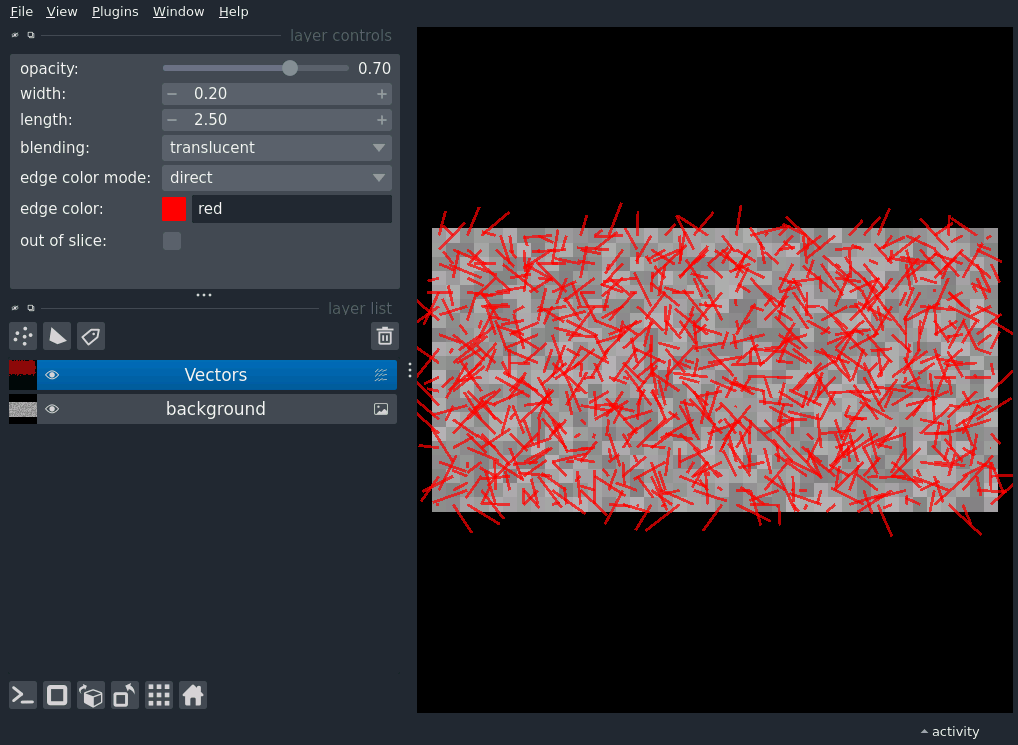 File View Plugins Window Help
layer controls
opacity: 0.70
width: 0.20
length: 2.50
blending: translucent
edge color mode: direct
edge color: red
out of slice:
layer list
Vectors
background
activity